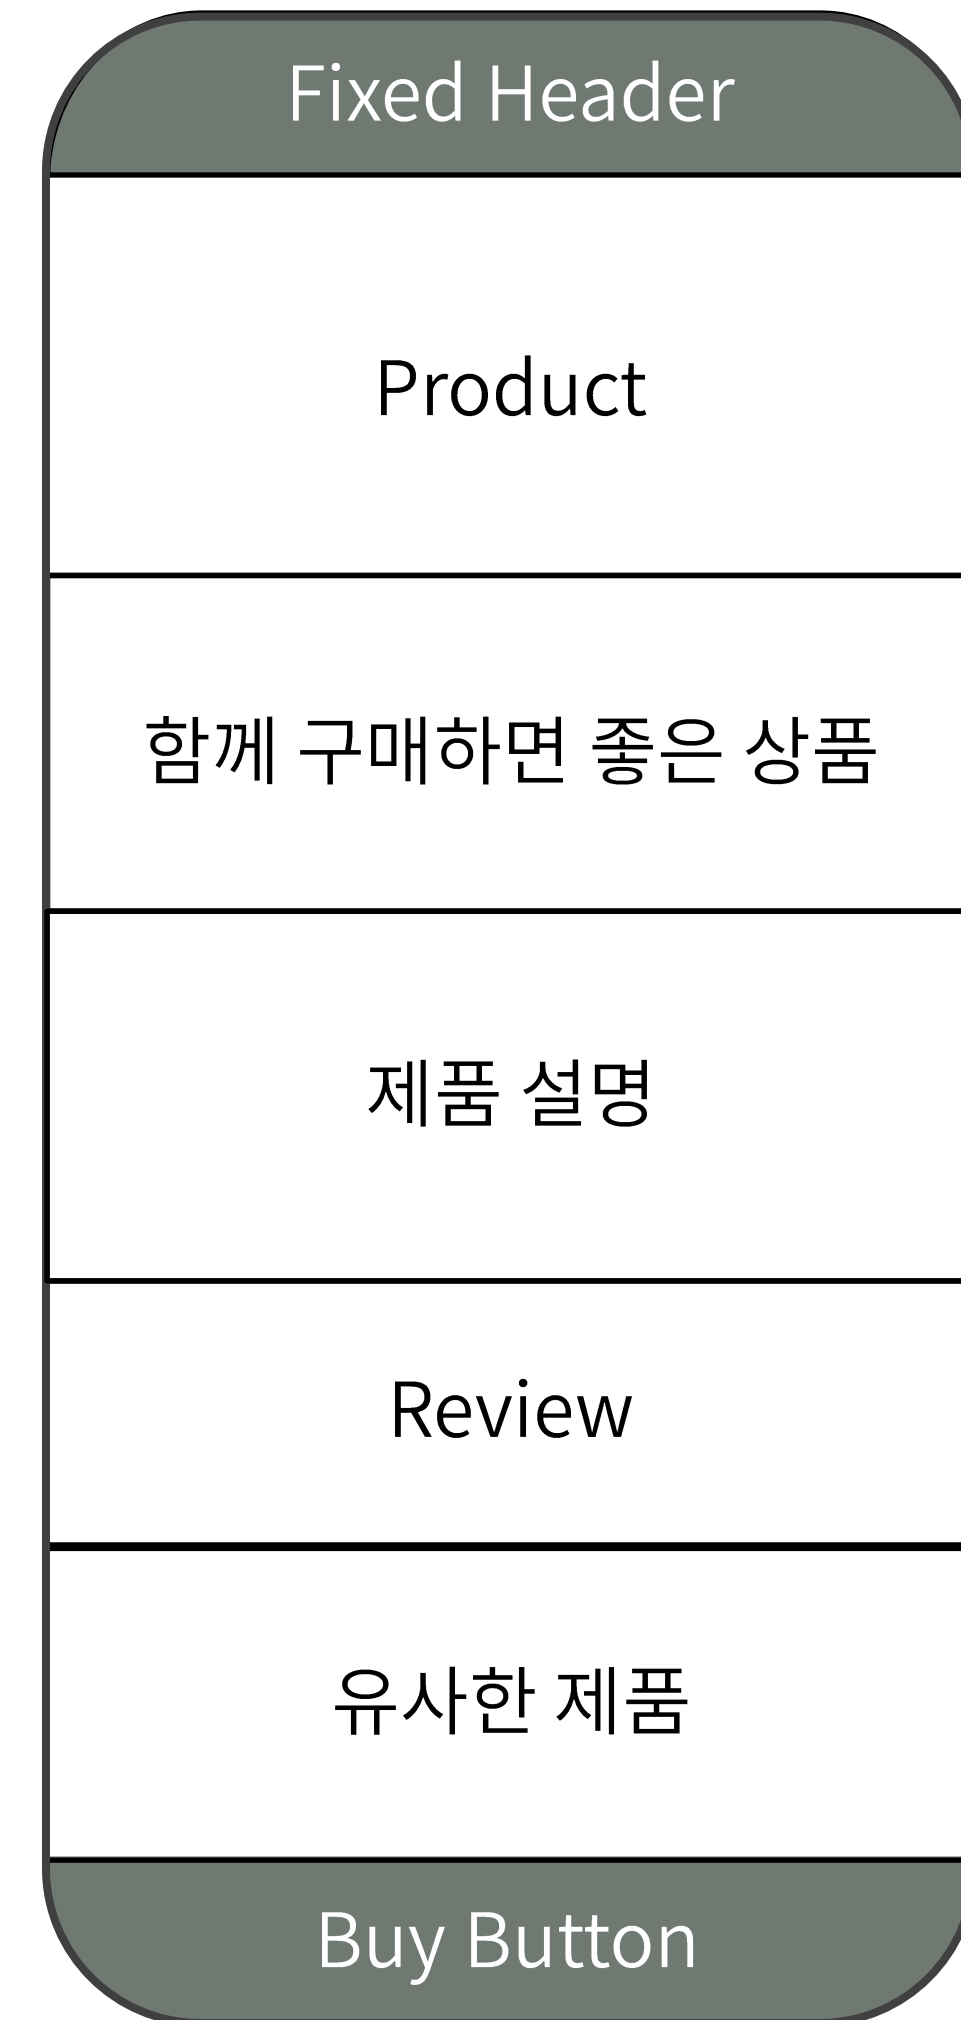 Fixed Header
Product
함께 구매하면 좋은 상품
제품 설명
Review
유사한 제품
Buy Button